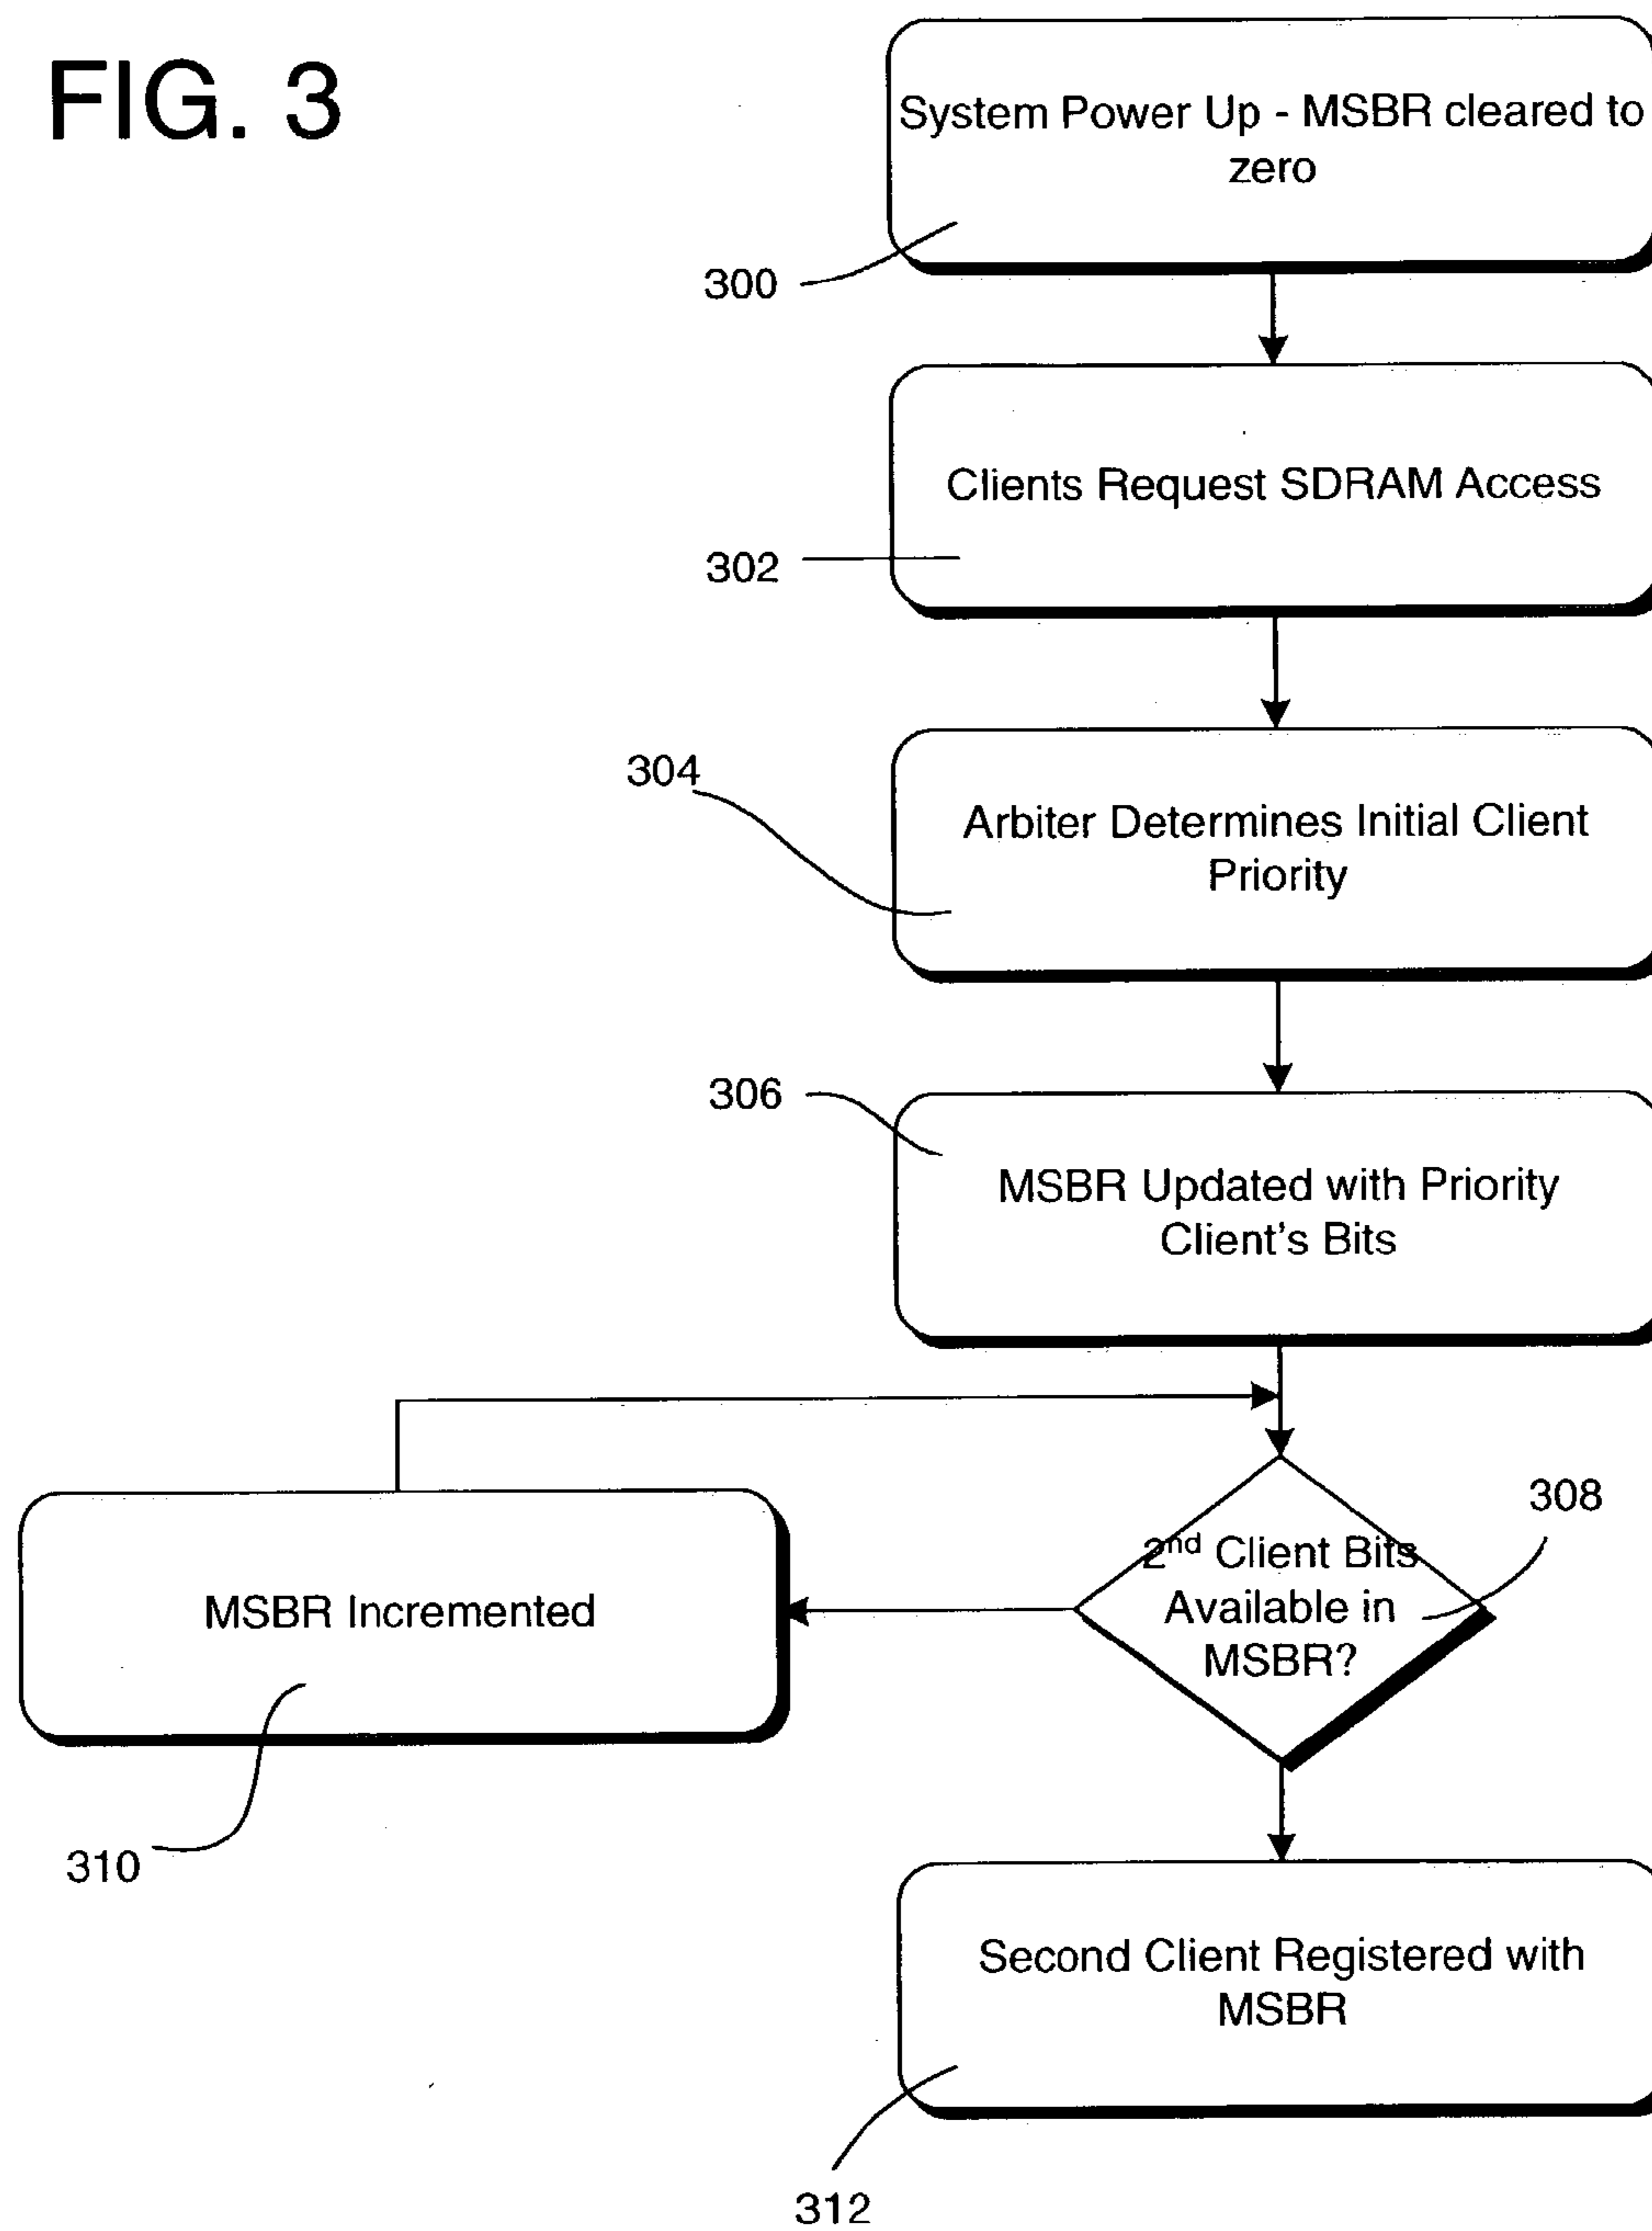 FIG. 3
System Power Up - MSBR cleared to
zero
300
Clients Request SDRAM Access
302
304
Arbiter Determines Initial Client
Priority
306
MSBR Updated with Priority
Client's Bits
308
2nd Client Bits
Available in
MSBR?
MSBR Incremented
310
Second Client Registered with
MSBR
312